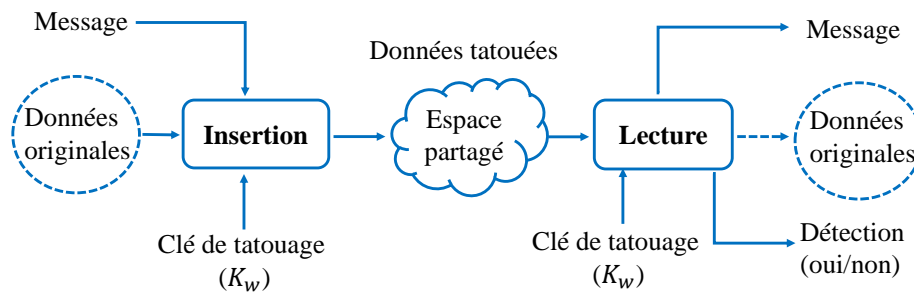 Message
Données
originales
Insertion
Clé de tatouage
(K_w)
Données tatouées
Espace
partagé
Lecture
Clé de tatouage
(K_w)
Message
Données
originales
Détection
(oui/non)